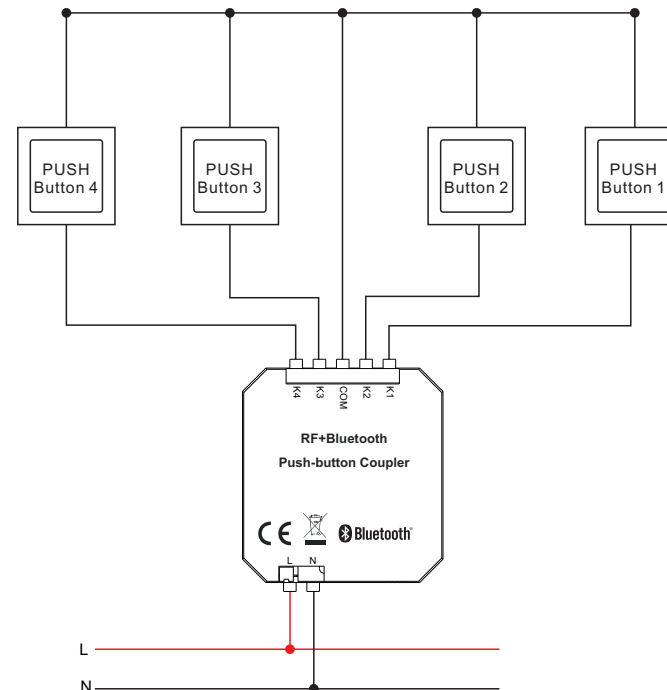 PUSH
Button 4
PUSH
Button 3
PUSH
Button 2
PUSH
Button 1
K4
K3
COM
K2
K1
RF+Bluetooth
Push-button Coupler
CE
Bluetooth®
L
N
L
N